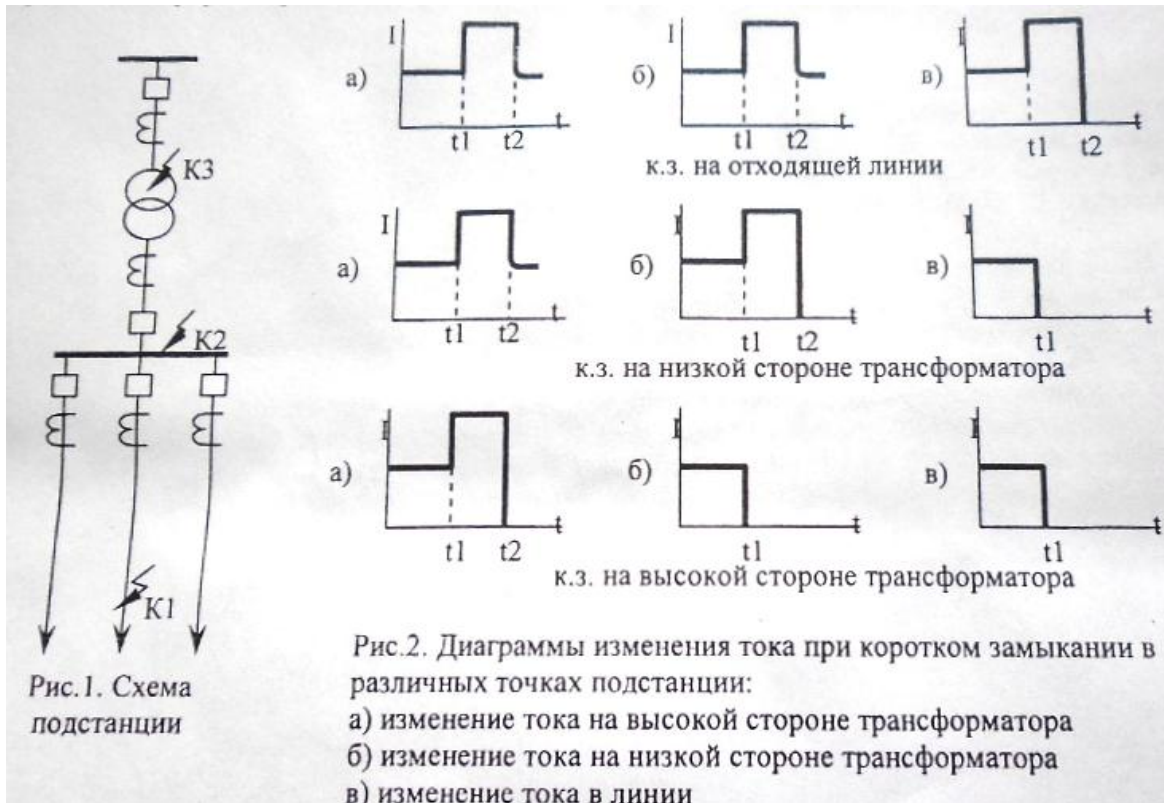 К3
К2
К1
Рис.1. Схема
подстанции
а) I t1 t2 t
б) I t1 t2 t
в) I t1 t2 t
к.з. на отходящей линии
а) I t1 t2 t
б) I t1 t2 t
в) I t1 t
к.з. на низкой стороне трансформатора
а) I t1 t2 t
б) I t1 t
в) I t1 t
к.з. на высокой стороне трансформатора
Рис.2. Диаграммы изменения тока при коротком замыкании в
различных точках подстанции:
а) изменение тока на высокой стороне трансформатора
б) изменение тока на низкой стороне трансформатора
в) изменение тока в линии